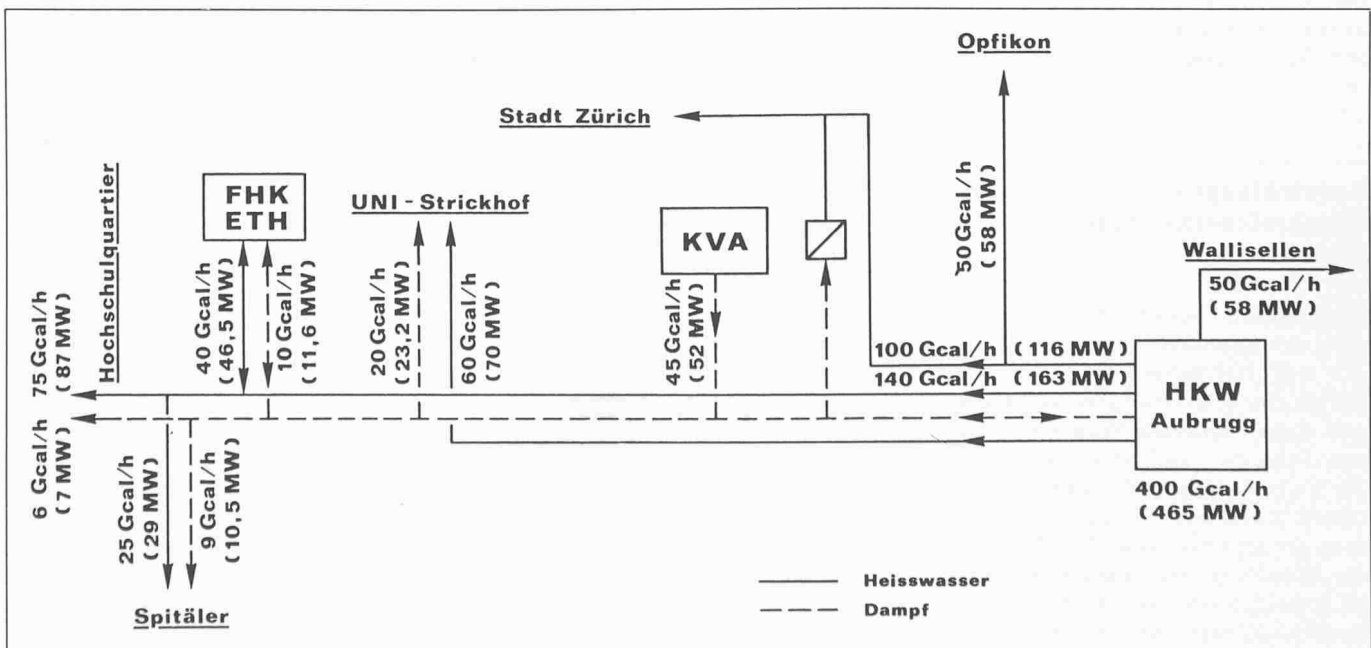 Opfikon
Stadt Zürich
Hochschulquartier
FHK
ETH
UNI - Strickhof
KVA
50 Gcal/h
(58 MW)
Wallisellen
50 Gcal/h
(58 MW)
75 Gcal/h
(87 MW)
40 Gcal/h
(46,5 MW)
10 Gcal/h
(11,6 MW)
20 Gcal/h
(23,2 MW)
60 Gcal/h
(70 MW)
45 Gcal/h
(52 MW)
100 Gcal/h (116 MW)
140 Gcal/h (163 MW)
HKW
Aubrugg
400 Gcal/h
(465 MW)
6 Gcal/h
(7 MW)
25 Gcal/h
(29 MW)
9 Gcal/h
(10,5 MW)
Spitäler
Heisswasser
Dampf